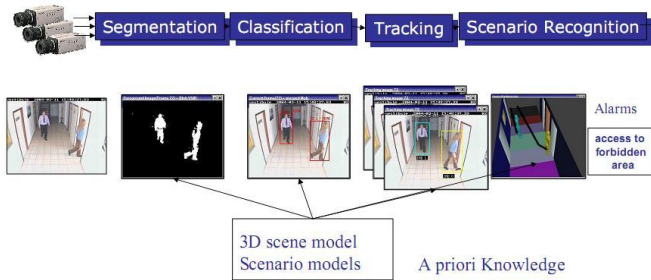 Segmentation
Classification
Tracking
Scenario Recognition
Alarms
access to
forbidden
area
3D scene model
Scenario models
A priori Knowledge